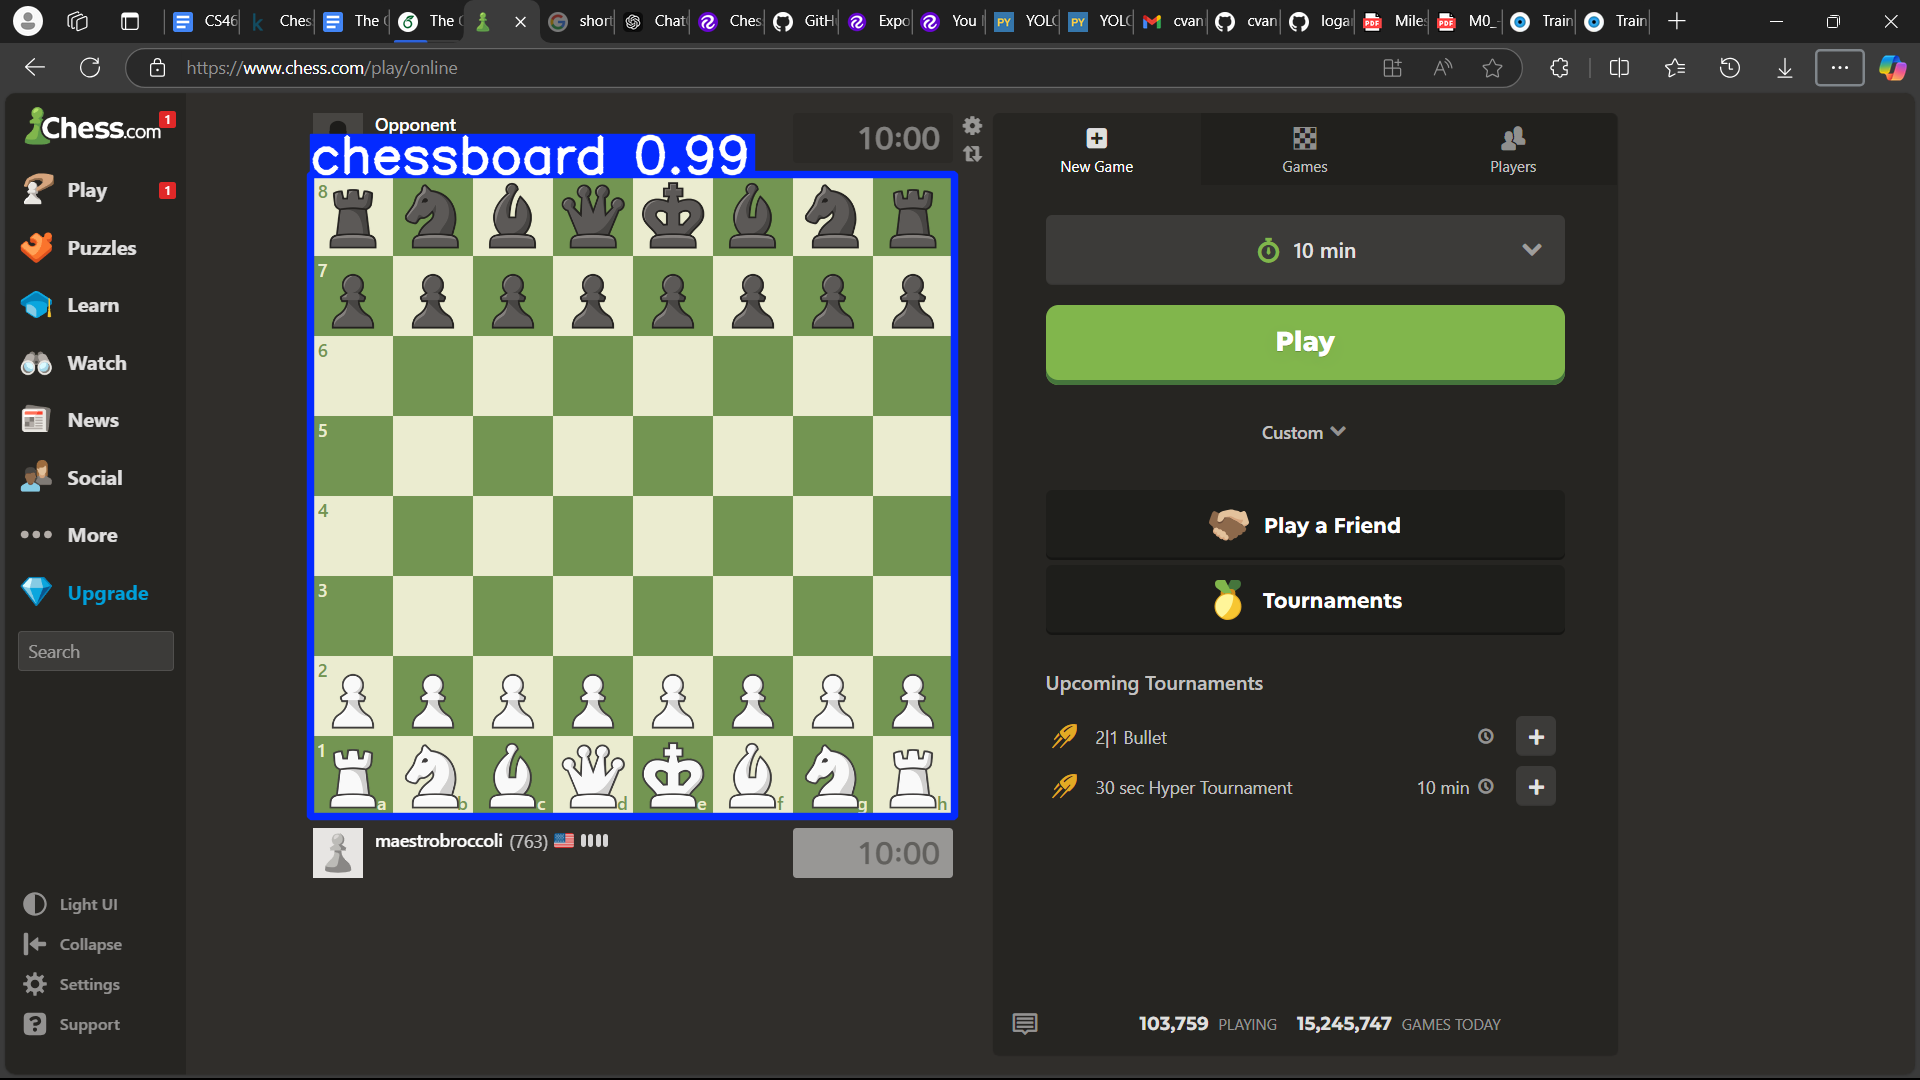 CS46
Ches
The
The
short
Chat
Ches
GitH
Expo
You
YOLO
YOLO
cvan
cvan
logar
Miles
M0_
Train
Train
https://www.chess.com/play/online
Chess.com
1
Play
1
Puzzles
Learn
Watch
News
Social
More
Upgrade
Search
Light UI
Collapse
Settings
Support
Opponent
10:00
chessboard 0.99
8
7
6
5
4
3
2
1
a
b
c
d
e
f
g
h
maestrobroccoli (763)
10:00
New Game
Games
Players
10 min
Play
Custom
Play a Friend
Tournaments
Upcoming Tournaments
2|1 Bullet
30 sec Hyper Tournament
10 min
103,759 PLAYING 15,245,747 GAMES TODAY